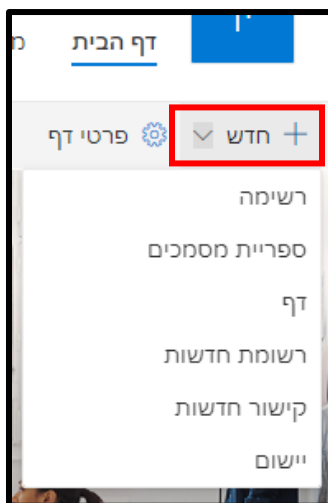 דף הבית
+ חדש פרטי דף
רשימה
ספריית מסמכים
דף
רשומת חדשות
קישור חדשות
יישום